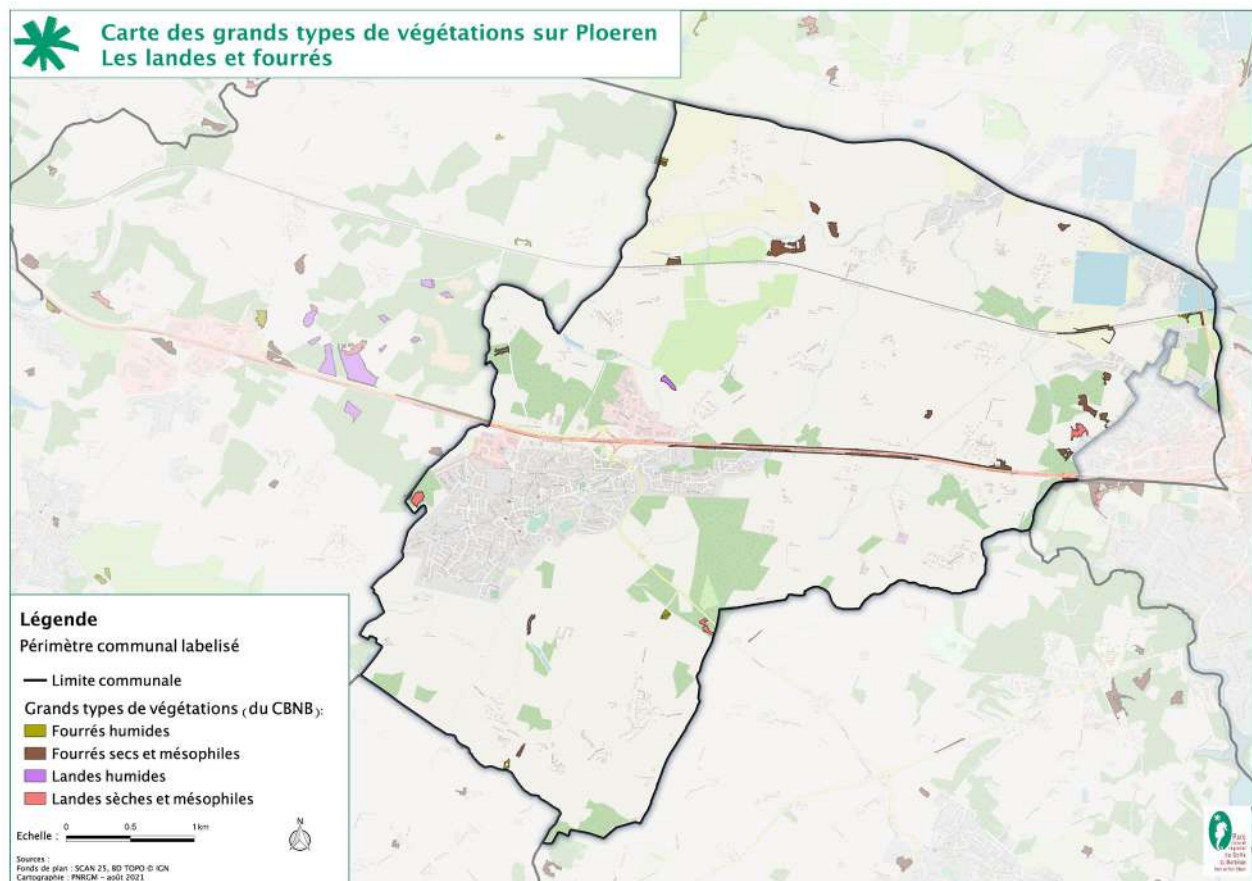 Carte des grands types de végétations sur Ploeren
Les landes et fourrés
Légende
Périmètre communal labelisé
Limite communale
Grands types de végétations (du CBNB):
Fourrés humides
Fourrés secs et mésophiles
Landes humides
Landes sèches et mésophiles
Echelle : 0 0.5 1km
N
Sources :
Fonds de plan : SCAN 25, BD TOPO © IGN
Cartographie : PNRGM - août 2021
Parc